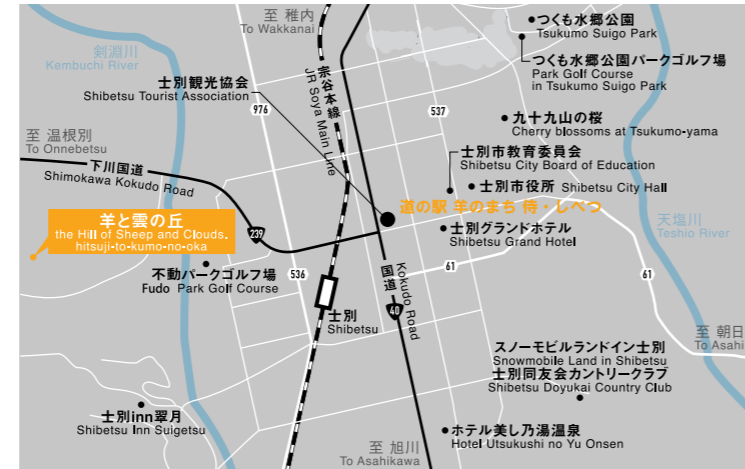 至 稚内
To Wakkanai
つくも水郷公園
Tsukumo Suigo Park
剣淵川
Kembuchi River
つくも水郷公園パークゴルフ場
Park Golf Course
in Tsukumo Suigo Park
士別観光協会
Shibetsu Tourist Association
宗谷本線
JR Soya Main Line
976
537
九十九山の桜
Cherry blossoms at Tsukumo-yama
至 温根別
To Onnebetsu
下川国道
Shimokawa Kokudo Road
士別市教育委員会
Shibetsu City Board of Education
士別市役所 Shibetsu City Hall
道の駅 羊のまち 侍・しべつ
羊と雲の丘
the Hill of Sheep and Clouds.
hitsuji-to-kumo-no-oka
239
士別グランドホテル
Shibetsu Grand Hotel
天塩川
Teshio River
不動パークゴルフ場
Fudo Park Golf Course
536
61
61
国道
Kokudo Road
40
士別
Shibetsu
至 朝日
To Asahi
スノーモビルランドイン士別
Snowmobile Land in Shibetsu
士別同友会カントリークラブ
Shibetsu Doyukai Country Club
士別inn翠月
Shibetsu Inn Suigetsu
至 旭川
To Asahikawa
ホテル美し乃湯温泉
Hotel Utsukushi no Yu Onsen